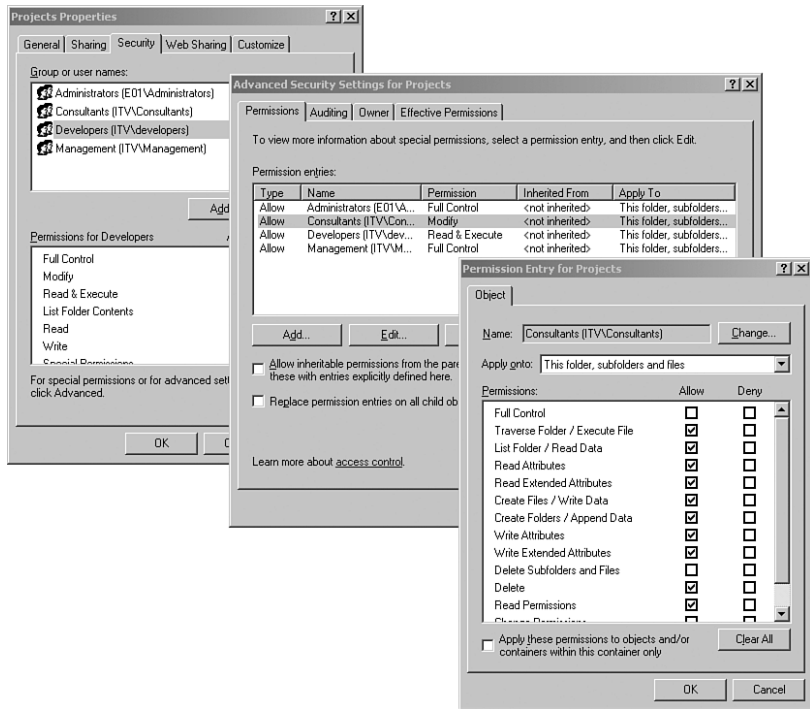 Projects Properties
General
Sharing
Security
Web Sharing
Customize
Group or user names:
Administrators (E01\Administrators)
Consultants (ITV\Consultants)
Developers (ITV\developers)
Management (ITV\Management)
Permissions for Developers
Full Control
Modify
Read & Execute
List Folder Contents
Read
Write
Special Permissions
For special permissions or for advanced
click Advanced.
OK
Advanced Security Settings for Projects
Permissions
Auditing
Owner
Effective Permissions
To view more information about special permissions, select a permission entry, and then click Edit.
Permission entries:
Type Name Permission Inherited From Apply To
Allow Administrators (E01\A... Full Control <not inherited> This folder, subfolders...
Allow Consultants (ITV\Con... Modify <not inherited> This folder, subfolders...
Allow Developers (ITV\dev... Read & Execute <not inherited> This folder, subfolders...
Allow Management (ITV\M... Full Control <not inherited> This folder, subfolders...
Add...
Edit...
Allow inheritable permissions from the
these with entries explicitly defined here.
Replace permission entries on all child
Learn more about access control.
Permission Entry for Projects
Object
Name: Consultants (ITV\Consultants)
Change...
Apply onto: This folder, subfolders and files
Permissions: Allow Deny
Full Control
Traverse Folder / Execute File
List Folder / Read Data
Read Attributes
Read Extended Attributes
Create Files / Write Data
Create Folders / Append Data
Write Attributes
Write Extended Attributes
Delete Subfolders and Files
Delete
Read Permissions
Change Permissions
Apply these permissions to objects and/or
containers within this container only
Clear All
OK
Cancel